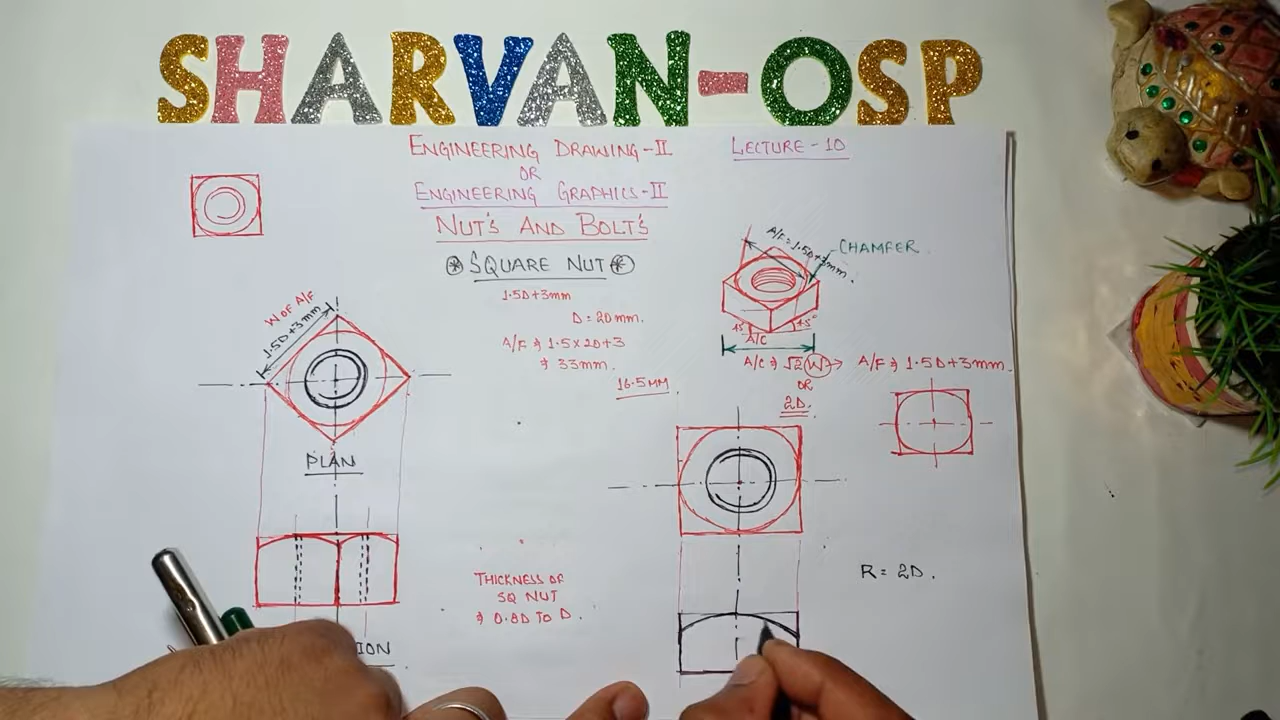 SHARVAN-OSP
ENGINEERING DRAWING-II
OR
ENGINEERING GRAPHICS-II
LECTURE-10
NUT'S AND BOLT'S
SQUARE NUT
1.5D+3mm
D = 20mm.
A/F ⇒ 1.5×20+3
⇒ 33mm.
16.5MM
W OF A/F
1.5D+3mm
PLAN
A/F = 1.5D+3mm.
CHAMFER
45°
45°
A/C
A/C ⇒ √2 W → A/F ⇒ 1.5D+3mm.
OR
2D.
THICKNESS OF
SQ NUT
⇒ 0.8D TO D.
R = 2D.
ION